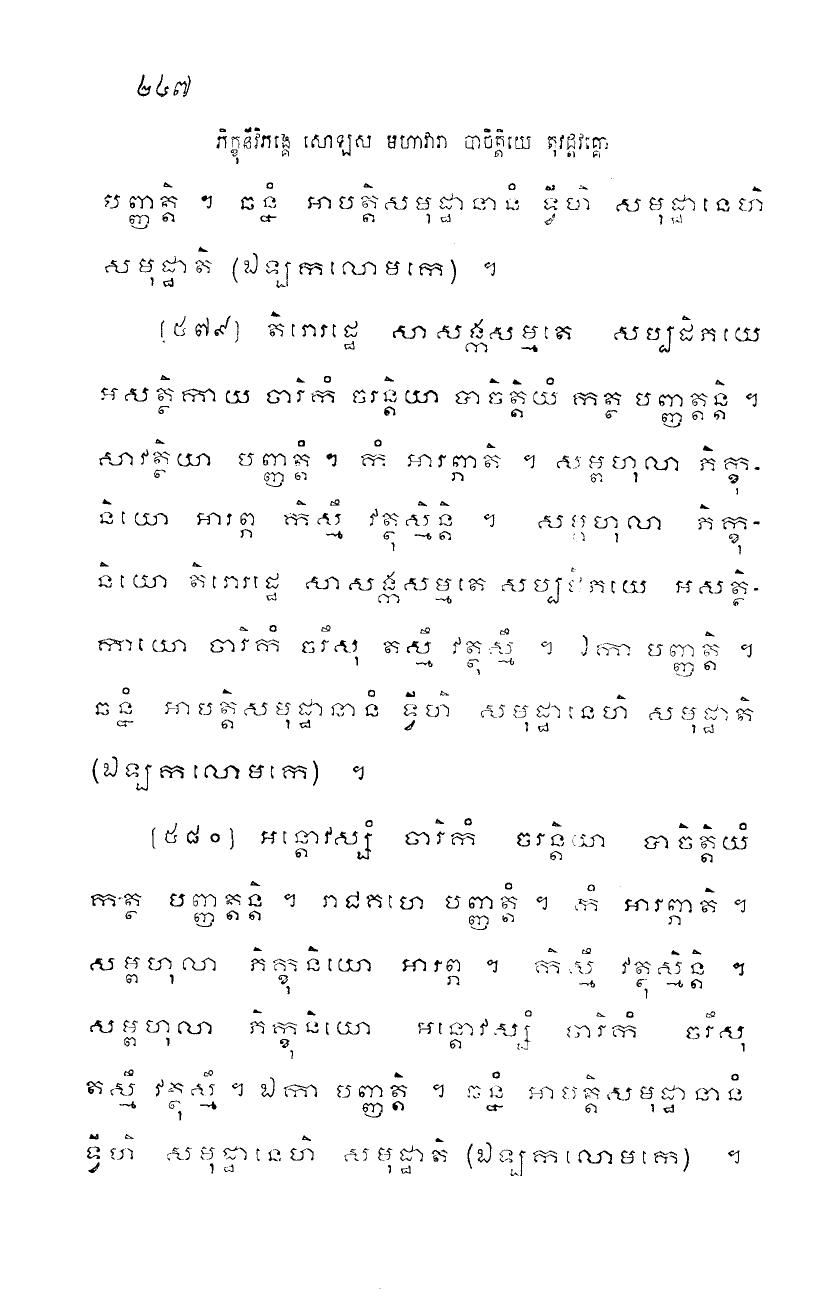 ២៤៧
ភិក្ខុនីវិភង្គេ សោឡស មហាវារា បាចិត្តិយេ តុវដ្ដវគ្គោ
បញ្ញត្តិ ។ ឆន្នំ អាបត្តិសមុដ្ឋានានំ ទ្វីហិ សមុដ្ឋានេហិ
សមុដ្ឋាតិ (ឯឡកលោមកេ) ។
[៥៧៩] តិរោរដ្ឋេ សាសង្កសម្មតេ សប្បដិភយេ
អសត្ថិកាយ ចារិកំ ចរន្តិយា បាចិត្តិយំ កត្ថ បញ្ញត្តន្តិ ។
សាវត្ថិយា បញ្ញត្តំ ។ កំ អារព្ភាតិ ។ សម្ពហុលា ភិក្ខុ-
និយោ អារព្ភ កិស្មឹ វត្ថុស្មិន្តិ ។ សម្ពហុលា ភិក្ខុ-
និយោ តិរោរដ្ឋេ សាសង្កសម្មតេ សប្បដិភយេ អសត្ថិ-
កាយោ ចារិកំ ចរឹសុ តស្មឹ វត្ថុស្មឹ ។ ឯកា បញ្ញត្តិ ។
ឆន្នំ អាបត្តិសមុដ្ឋានានំ ទ្វីហិ សមុដ្ឋានេហិ សមុដ្ឋាតិ
(ឯឡកលោមកេ) ។
[៥៨០] អន្តោវស្សំ ចារិកំ ចរន្តិយា បាចិត្តិយំ
កត្ថ បញ្ញត្តន្តិ ។ រាជគហេ បញ្ញត្តំ ។ កំ អារព្ភាតិ ។
សម្ពហុលា ភិក្ខុនិយោ អារព្ភ ។ កិស្មឹ វត្ថុស្មិន្តិ ។
សម្ពហុលា ភិក្ខុនិយោ អន្តោវស្សំ ចារិកំ ចរឹសុ
តស្មឹ វត្ថុស្មឹ ។ ឯកា បញ្ញត្តិ ។ ឆន្នំ អាបត្តិសមុដ្ឋានានំ
ទ្វីហិ សមុដ្ឋានេហិ សមុដ្ឋាតិ (ឯឡកលោមកេ) ។